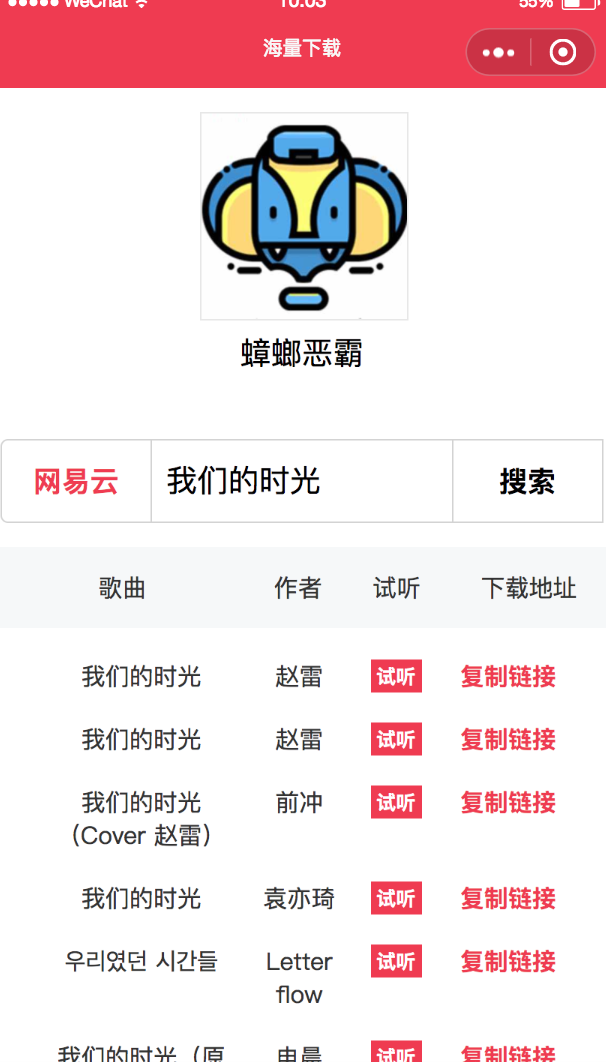 WeChat 10:03 55%
海量下载
蟑螂恶霸
网易云 我们的时光 搜索
歌曲 作者 试听 下载地址
我们的时光 赵雷 试听 复制链接
我们的时光 赵雷 试听 复制链接
我们的时光 前冲 试听 复制链接
（Cover 赵雷）
我们的时光 袁亦琦 试听 复制链接
우리였던 시간들 Letter 试听 复制链接
flow
我们的时光（原 申晨 试听 复制链接